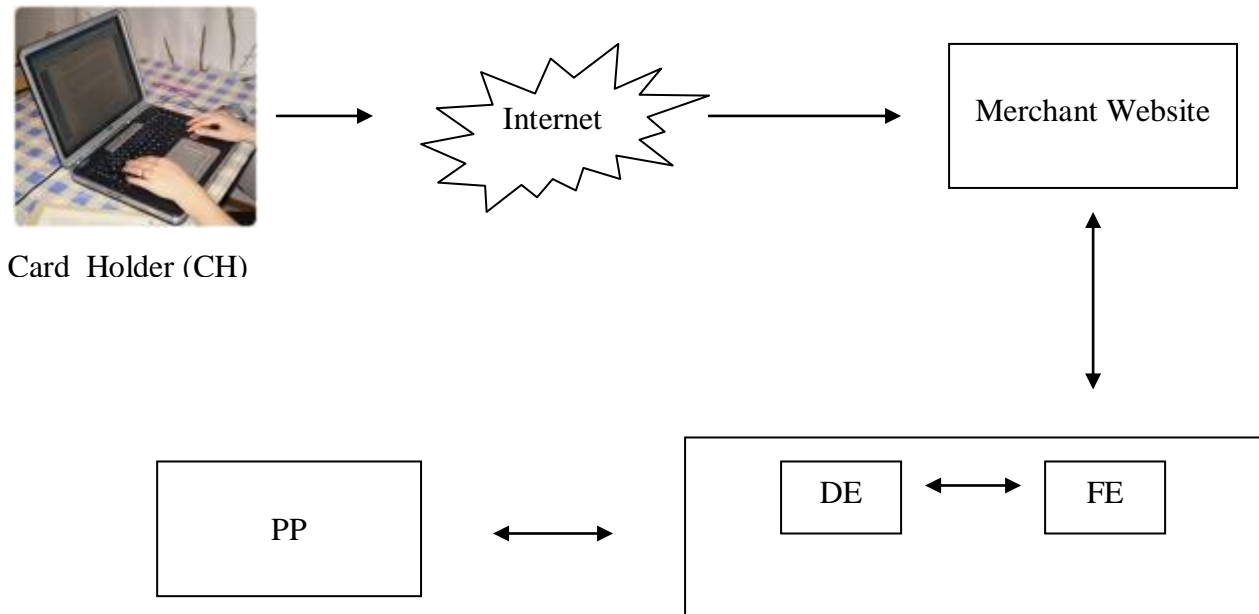 Internet
Merchant Website
Card Holder (CH)
DE
FE
PP